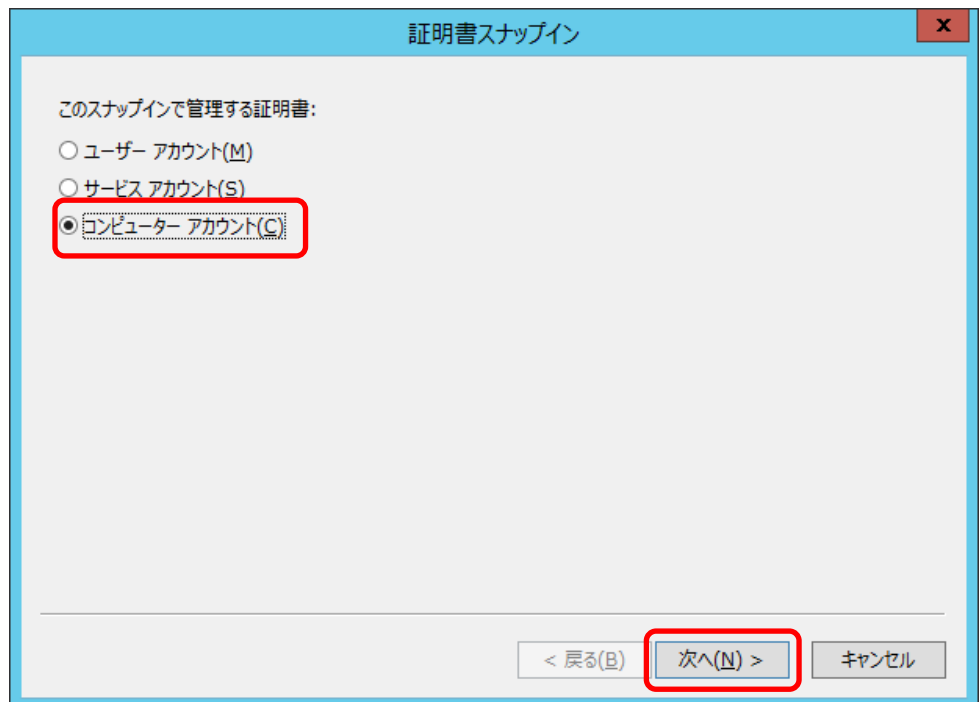 証明書スナップイン
x
このスナップインで管理する証明書:
ユーザー アカウント(M)
サービス アカウント(S)
コンピューター アカウント(C)
< 戻る(B)
次へ(N) >
キャンセル